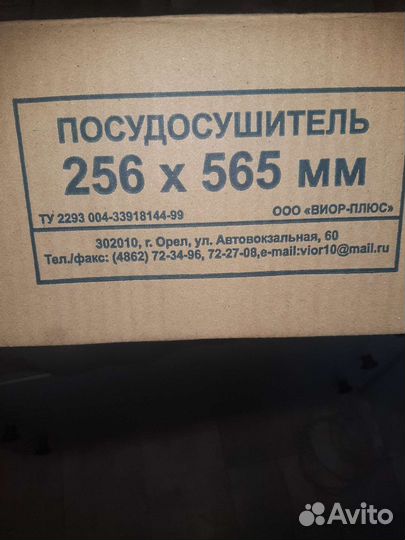 ПОСУДОСУШИТЕЛЬ
256 х 565 мм
ТУ 2293 004-33918144-99 ООО «ВИОР-ПЛЮС»
302010, г. Орел, ул. Автовокзальная, 60
Тел./факс: (4862) 72-34-96, 72-27-08,e-mail:vior10@mail.ru
Avito